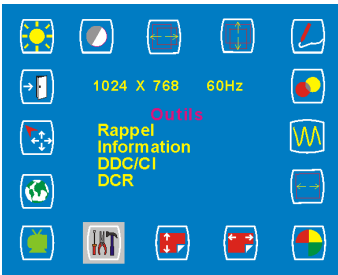 1024 X 768 60Hz
Outils
Rappel
Information
DDC/CI
DCR